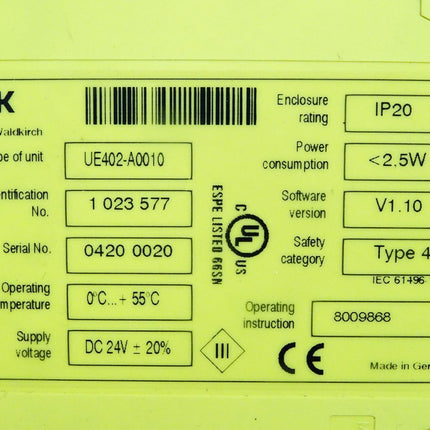 K
Waldkirch
pe of unit UE402-A0010
entification No. 1 023 577
Serial No. 0420 0020
Operating
mperature 0°C...+ 55°C
Supply
voltage DC 24V ± 20%
ESPE LISTED 66SN
C UL US
III
Enclosure
rating IP20
Power
consumption <2.5W
Software
version V1.10
Safety
category Type 4
IEC 61496
Operating
instruction 8009868
CE
Made in Ger